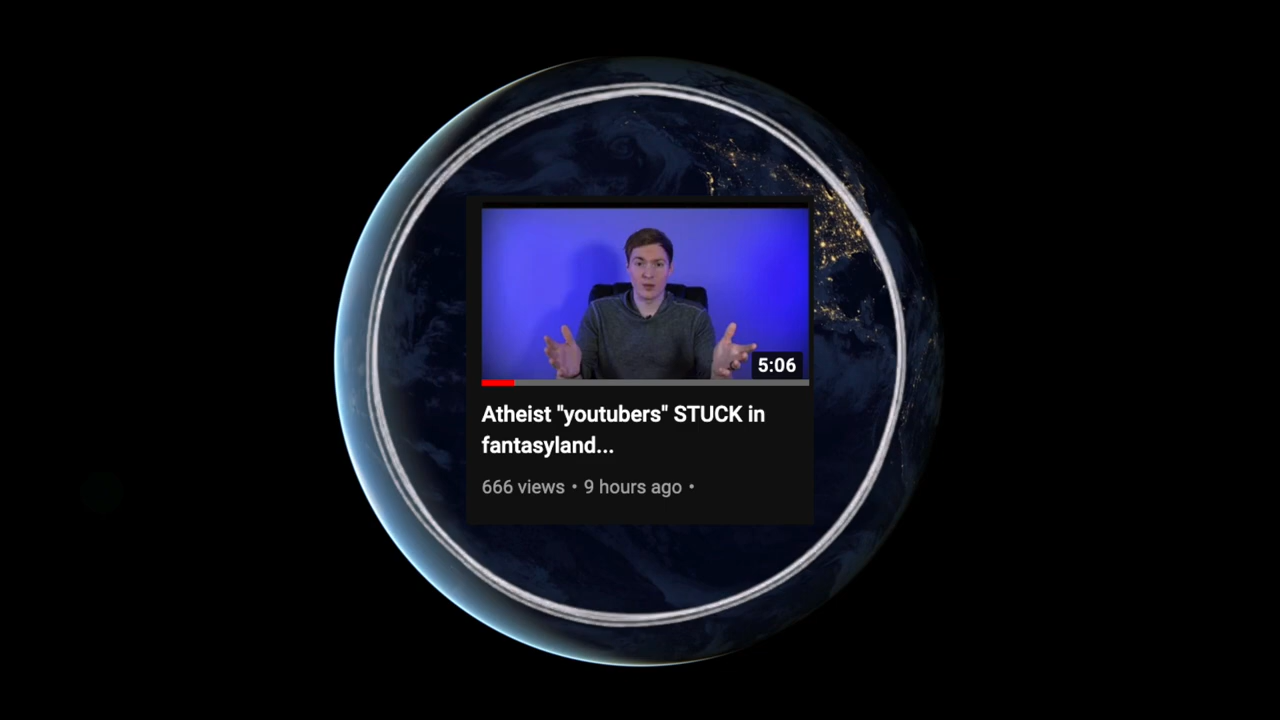 5:06
Atheist "youtubers" STUCK in
fantasyland...
666 views • 9 hours ago •